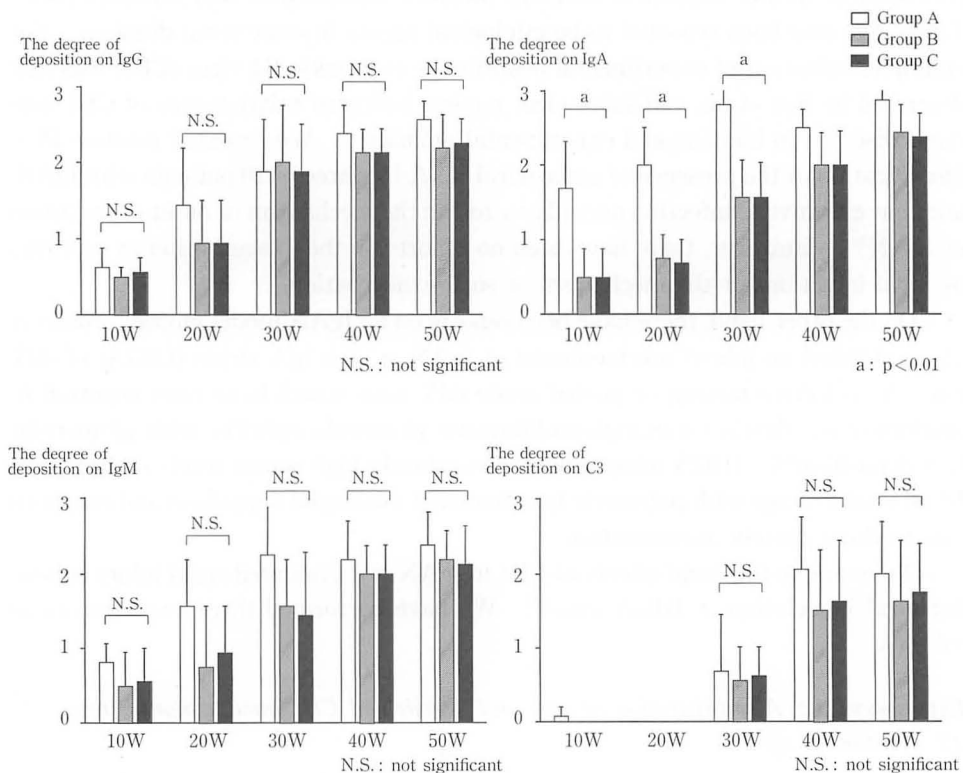 Group A
Group B
Group C
The deqree of
deposition on IgG
N.S.
N.S.
N.S.
N.S.
N.S.
3
2
1
0
10W 20W 30W 40W 50W
N.S.: not significant
The deqree of
deposition on IgA
a
a
a
3
2
1
0
10W 20W 30W 40W 50W
a: p<0.01
The deqree of
deposition on IgM
N.S.
N.S.
N.S.
N.S.
N.S.
3
2
1
0
10W 20W 30W 40W 50W
N.S.: not significant
The deqree of
deposition on C3
N.S.
N.S.
N.S.
3
2
1
0
10W 20W 30W 40W 50W
N.S.: not significant